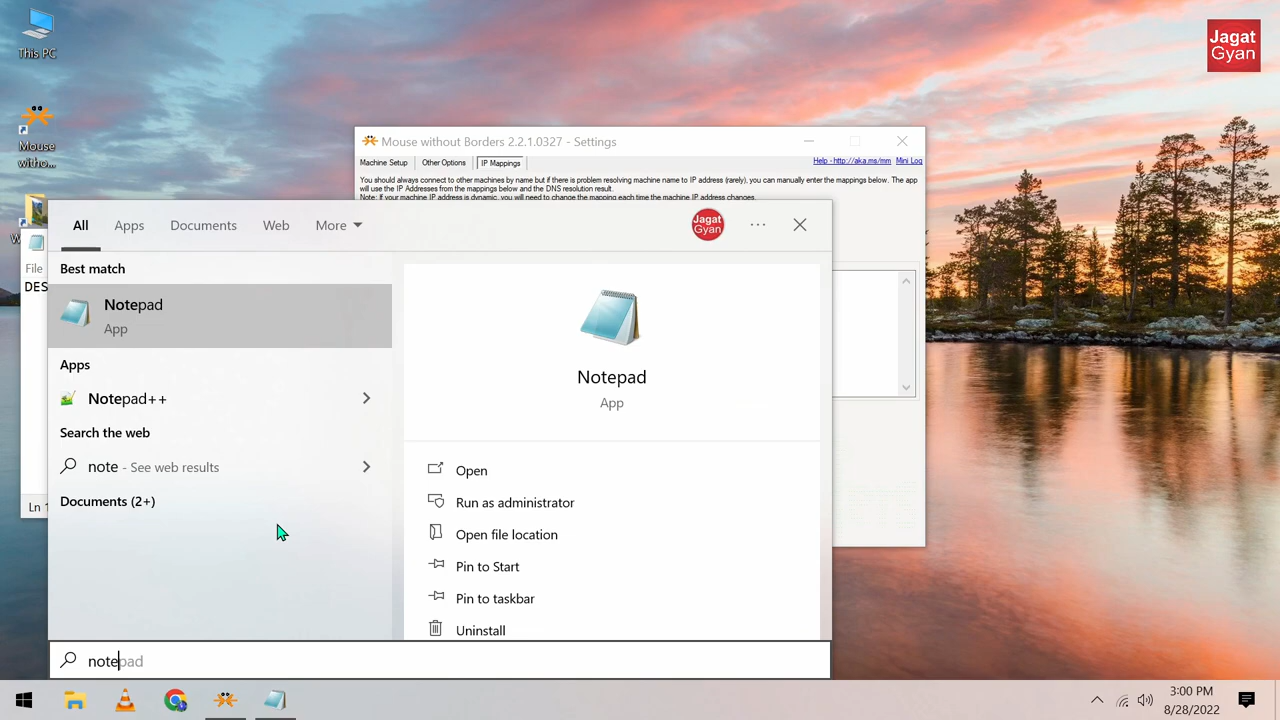 This PC
Jagat
Gyan
Mouse
witho...
Mouse without Borders 2.2.1.0327 - Settings
Machine Setup
Other Options
IP Mappings
Help - http://aka.ms/mm
Mini Log
You should always connect to other machines by name but if there is problem resolving machine name to IP address (rarely), you can manually enter the mappings below. The app
will use the IP Addresses from the mappings below and the DNS resolution result.
Note: If your machine IP address is dynamic, you will need to change the mapping each time the machine IP address changes.
All
Apps
Documents
Web
More
Jagat
Gyan
File
DES
Ln 1
Best match
Notepad
App
Apps
Notepad++
Search the web
note - See web results
Documents (2+)
Notepad
App
Open
Run as administrator
Open file location
Pin to Start
Pin to taskbar
Uninstall
notepad
3:00 PM
8/28/2022